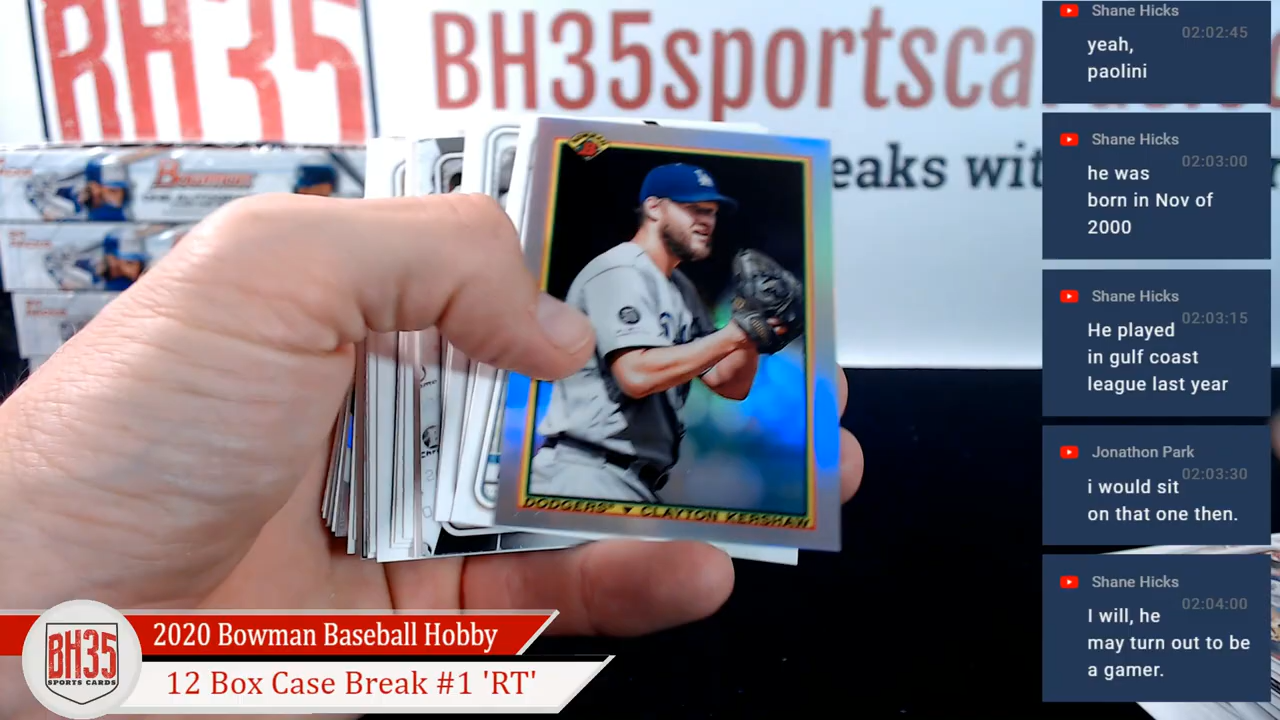 BH35
BH35sportsca
eaks wit
Bowman
DODGERS ▾ CLAYTON KERSHAW
Shane Hicks
02:02:45
yeah,
paolini
Shane Hicks
02:03:00
he was
born in Nov of
2000
Shane Hicks
02:03:15
He played
in gulf coast
league last year
Jonathon Park
02:03:30
i would sit
on that one then.
Shane Hicks
02:04:00
I will, he
may turn out to be
a gamer.
BH35
SPORTS CARDS
2020 Bowman Baseball Hobby
12 Box Case Break #1 'RT'